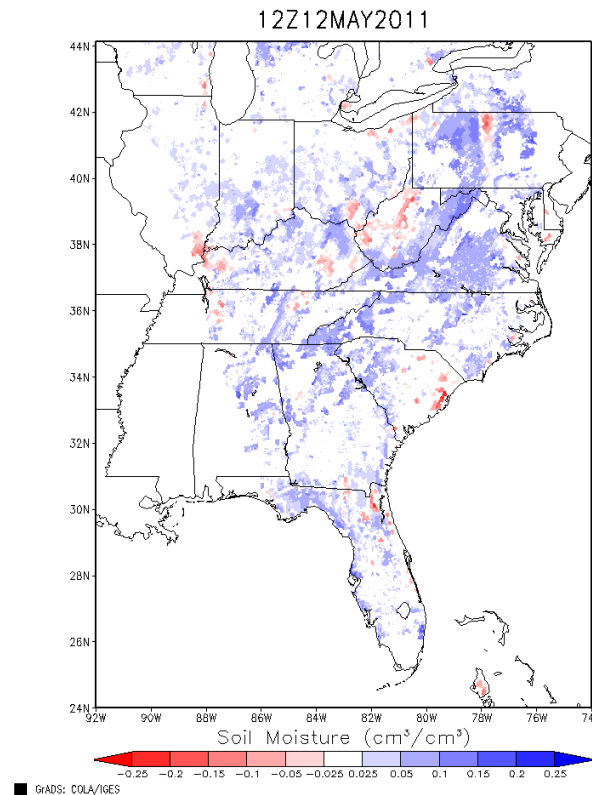 12Z12MAY2011
44N
42N
40N
38N
36N
34N
32N
30N
28N
26N
24N
92W 90W 88W 86W 84W 82W 80W 78W 76W 74
Soil Moisture (cm³/cm³)
-0.25 -0.2 -0.15 -0.1 -0.05 -0.025 0.025 0.05 0.1 0.15 0.2 0.25
GrADS: COLA/IGES